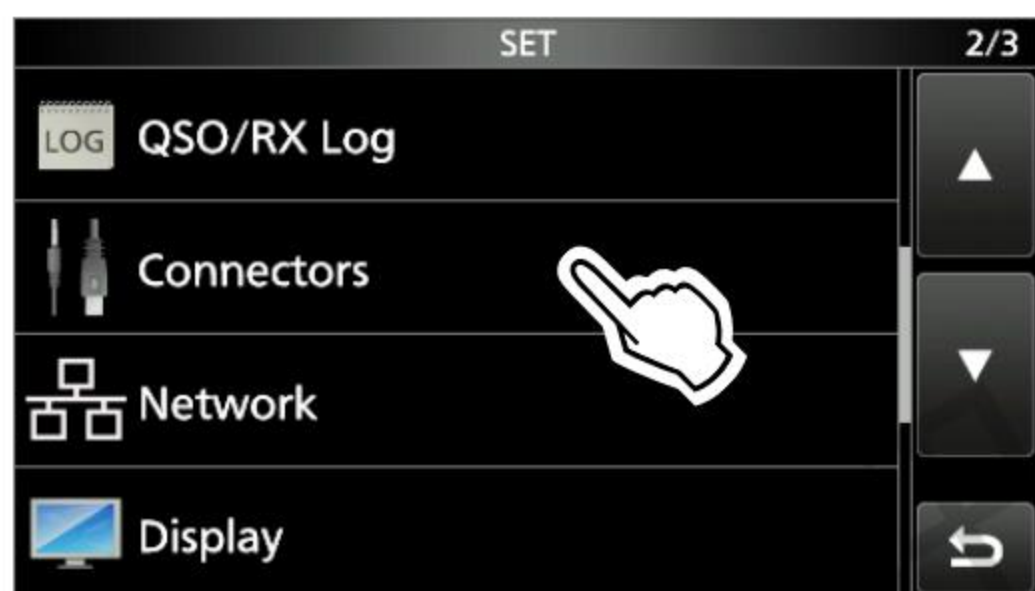 SET 2/3
LOG QSO/RX Log
Connectors
Network
Display